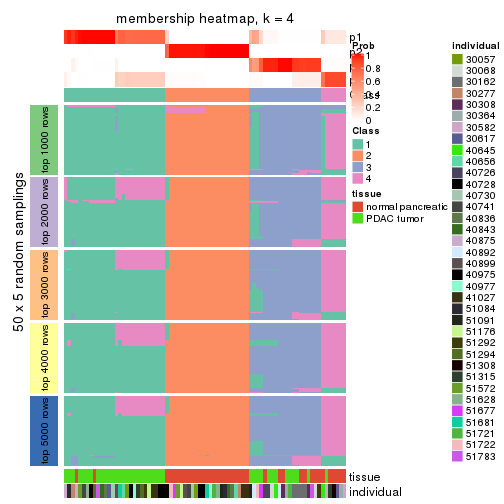 membership heatmap, k = 4
p1
p2
p3
p4
50 x 5 random samplings
top 1000 rows
top 2000 rows
top 3000 rows
top 4000 rows
top 5000 rows
tissue
individual
Prob
1
0.8
0.6
0.4
0.2
0
Class
1
2
3
4
tissue
normal pancreatic
PDAC tumor
individual
30057
30068
30162
30277
30308
30364
30582
30617
40645
40656
40726
40728
40730
40741
40836
40843
40875
40892
40899
40975
40977
41027
51084
51091
51176
51292
51294
51308
51315
51572
51628
51677
51681
51721
51722
51783